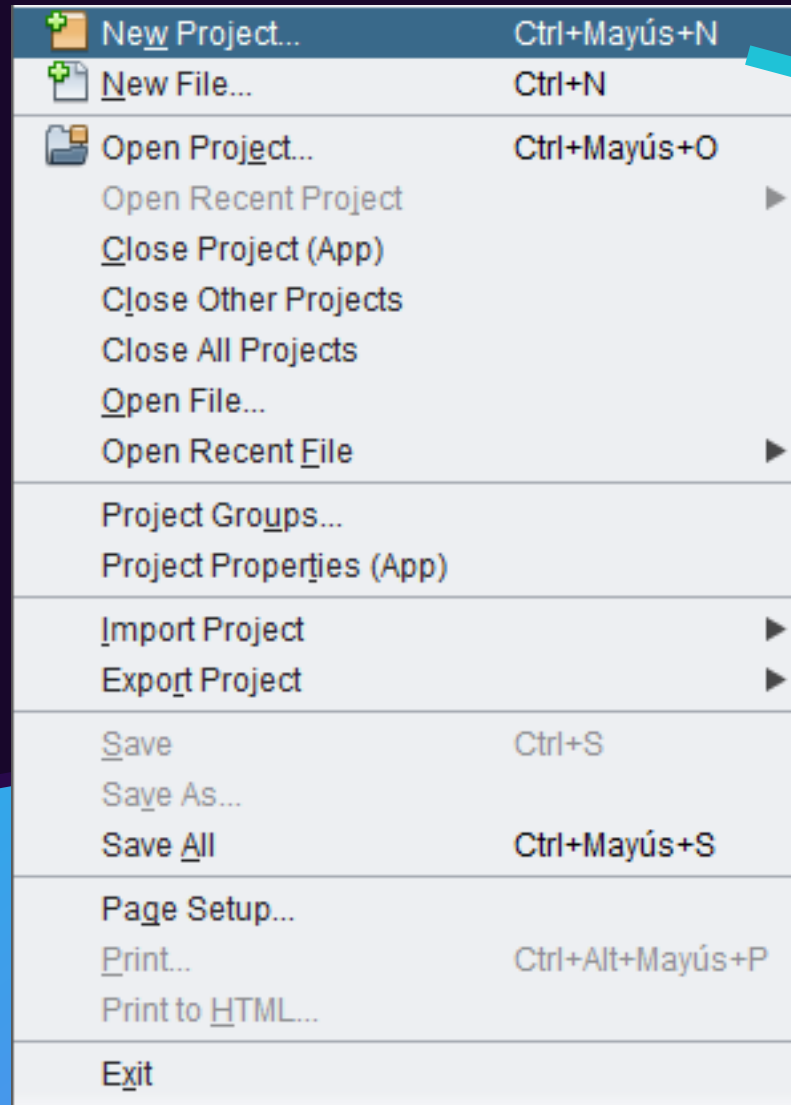 New Project... Ctrl+Mayús+N
New File... Ctrl+N
Open Project... Ctrl+Mayús+O
Open Recent Project
Close Project (App)
Close Other Projects
Close All Projects
Open File...
Open Recent File
Project Groups...
Project Properties (App)
Import Project
Export Project
Save Ctrl+S
Save As...
Save All Ctrl+Mayús+S
Page Setup...
Print... Ctrl+Alt+Mayús+P
Print to HTML...
Exit